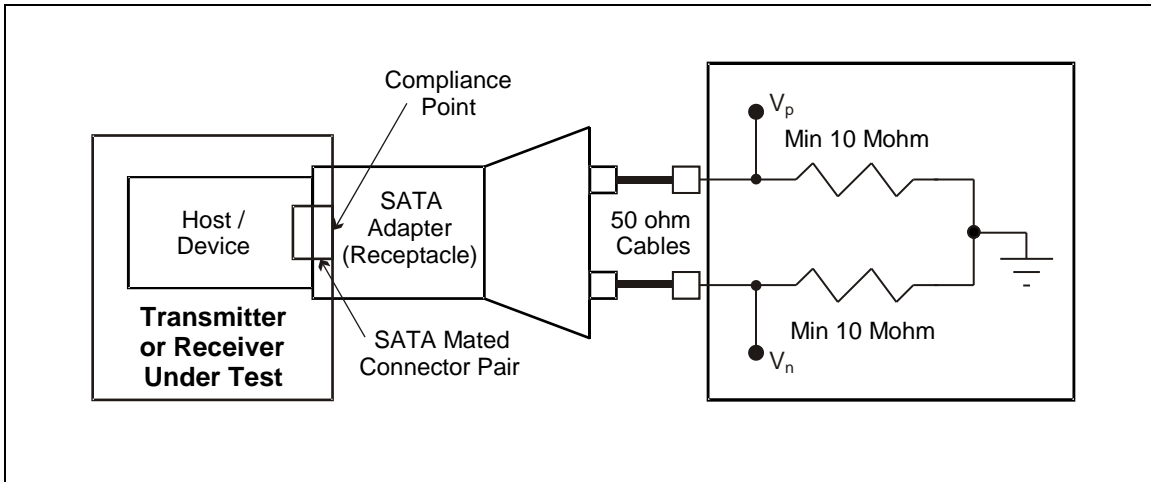 Compliance
Point
Host /
Device
SATA
Adapter
(Receptacle)
Transmitter
or Receiver
Under Test
SATA Mated
Connector Pair
50 ohm
Cables
Vp
Min 10 Mohm
Min 10 Mohm
Vn